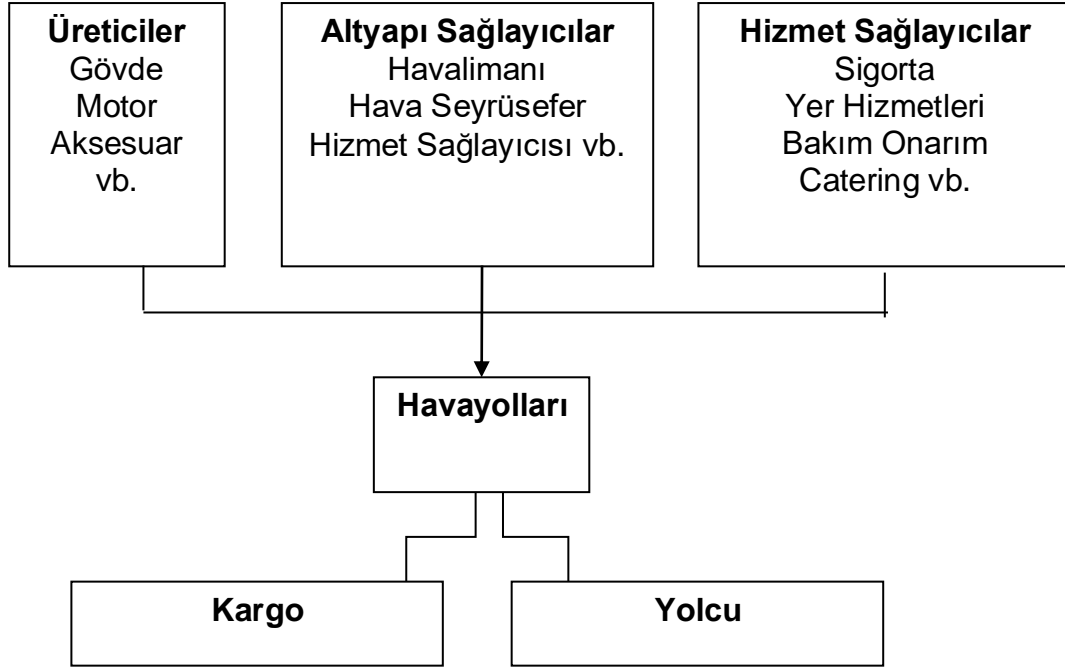 Üreticiler
Gövde
Motor
Aksesuar
vb.
Altyapı Sağlayıcılar
Havalimanı
Hava Seyrüsefer
Hizmet Sağlayıcısı vb.
Hizmet Sağlayıcılar
Sigorta
Yer Hizmetleri
Bakım Onarım
Catering vb.
Havayolları
Kargo
Yolcu